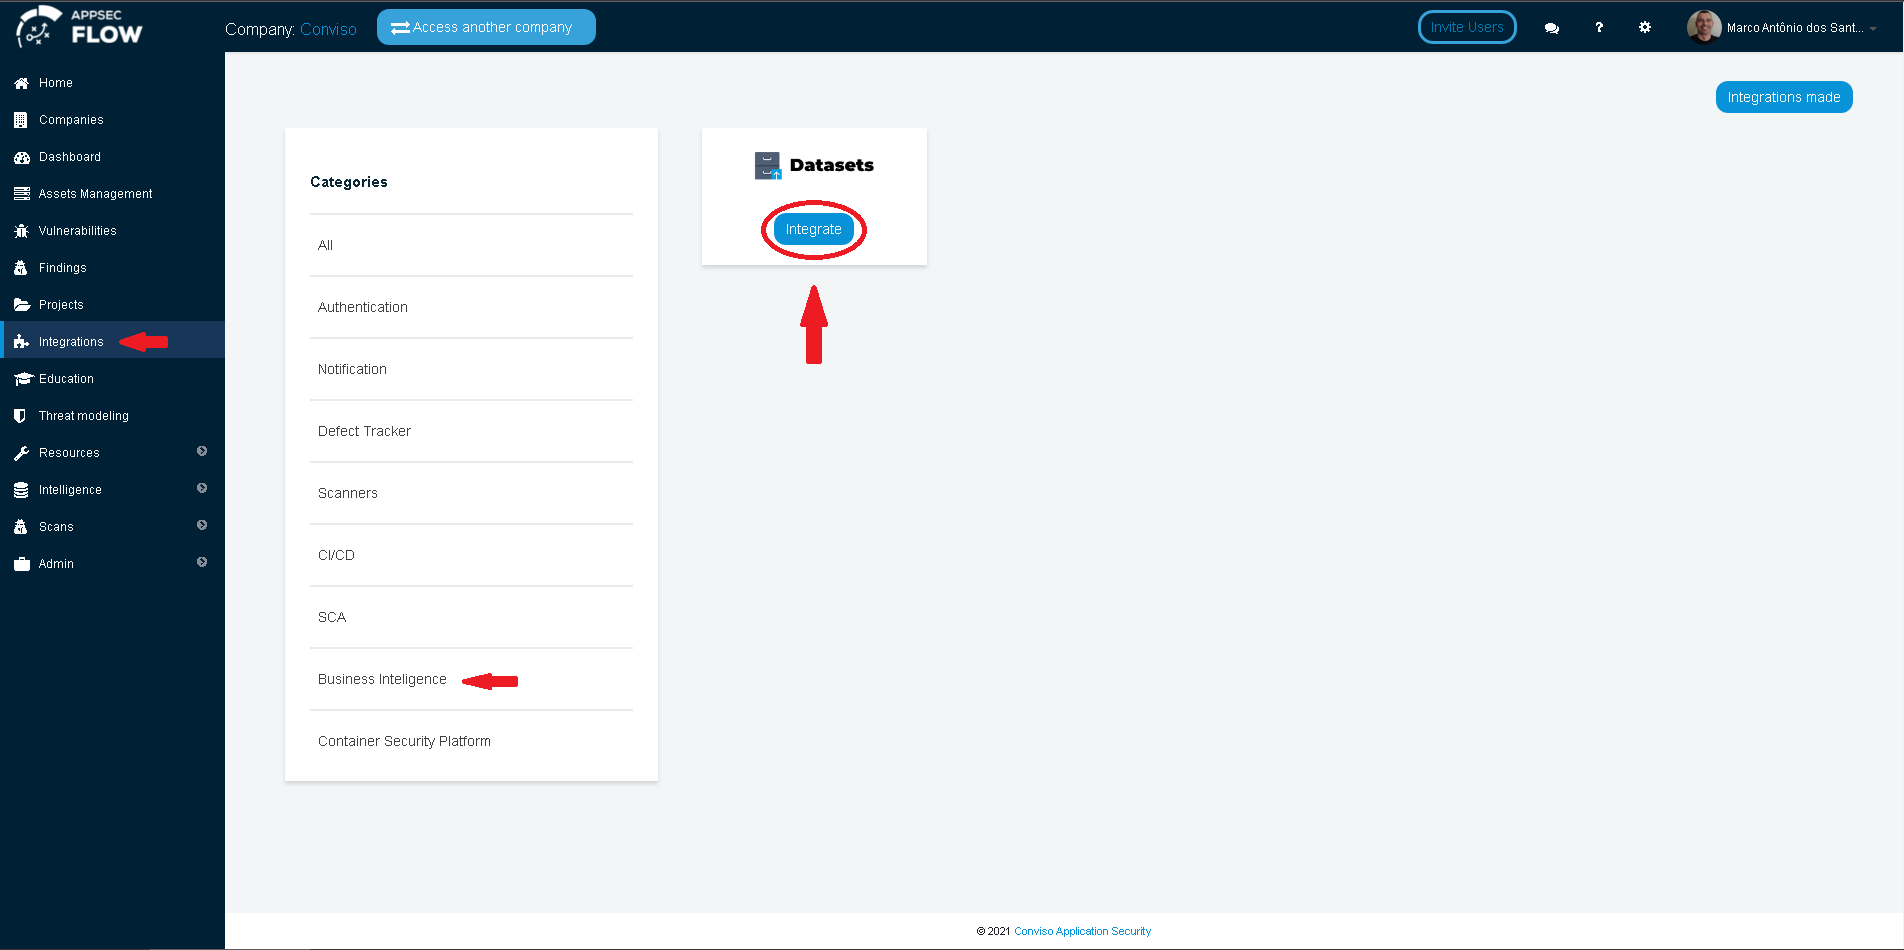 APPSEC
FLOW
Company: Conviso
Access another company
Invite Users
?
Marco Antônio dos Sant...
Home
Companies
Dashboard
Assets Management
Vulnerabilities
Findings
Projects
Integrations
Education
Threat modeling
Resources
Intelligence
Scans
Admin
Integrations made
Categories
All
Authentication
Notification
Defect Tracker
Scanners
CI/CD
SCA
Business Inteligence
Container Security Platform
Datasets
Integrate
© 2021 Conviso Application Security